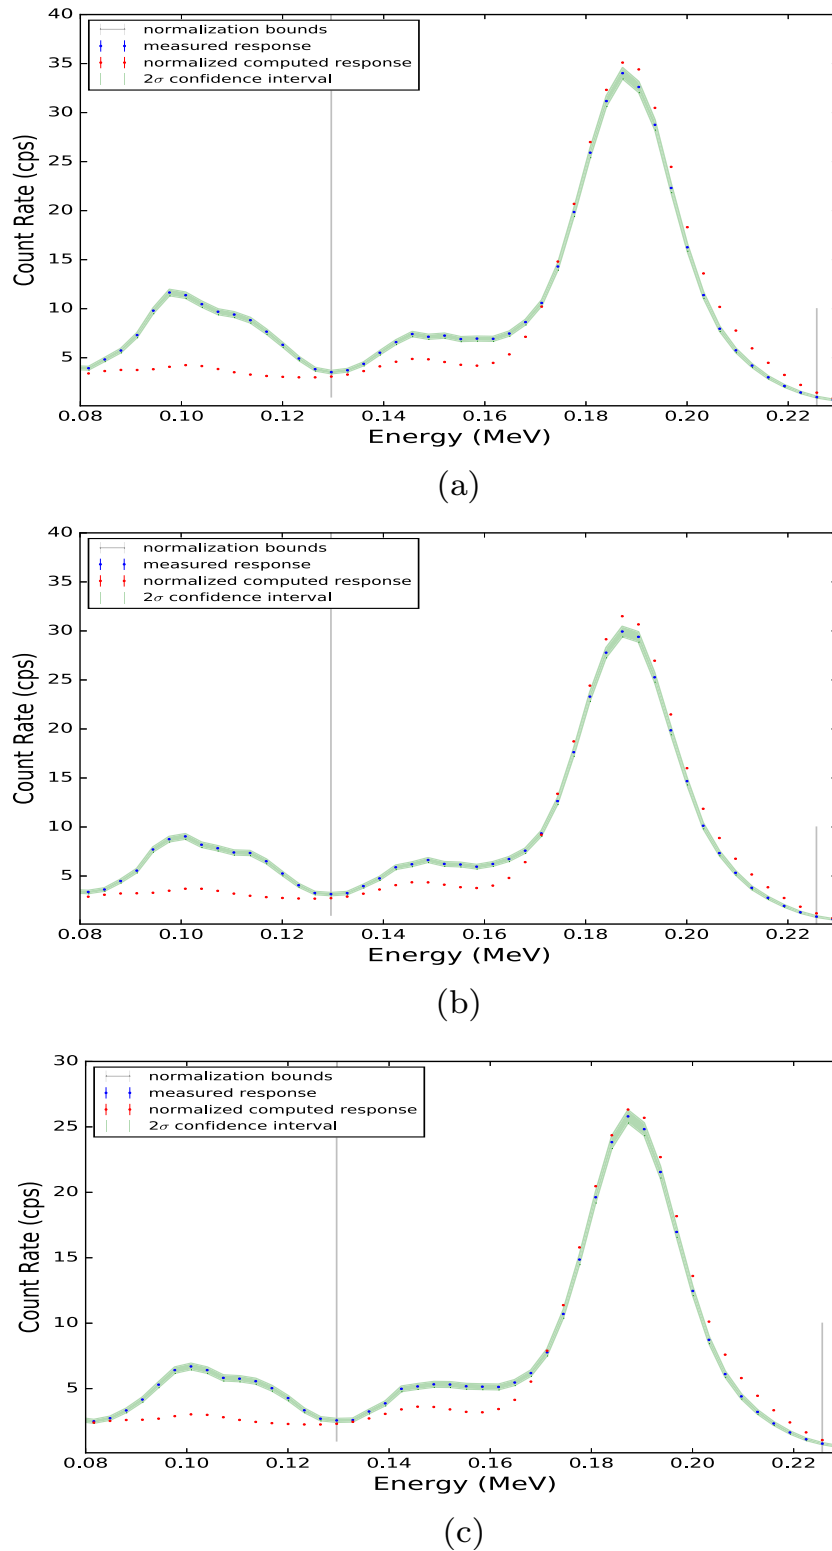 40
35
30
25
20
15
10
5
Count Rate (cps)
normalization bounds
measured response
normalized computed response
2σ confidence interval
0.08 0.10 0.12 0.14 0.16 0.18 0.20 0.22
Energy (MeV)
(a)
40
35
30
25
20
15
10
5
Count Rate (cps)
normalization bounds
measured response
normalized computed response
2σ confidence interval
0.08 0.10 0.12 0.14 0.16 0.18 0.20 0.22
Energy (MeV)
(b)
30
25
20
15
10
5
Count Rate (cps)
normalization bounds
measured response
normalized computed response
2σ confidence interval
0.08 0.10 0.12 0.14 0.16 0.18 0.20 0.22
Energy (MeV)
(c)